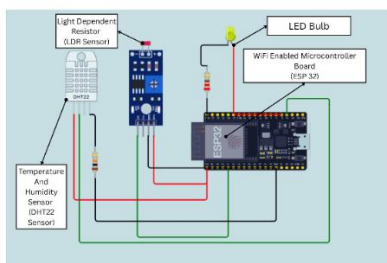 Light Dependent
Resistor
(LDR Sensor)
LED Bulb
WiFi Enabled Microcontroller
Board
(ESP 32)
DHT22
ESP32
Temperature
And
Humidity
Sensor
(DHT22
Sensor)